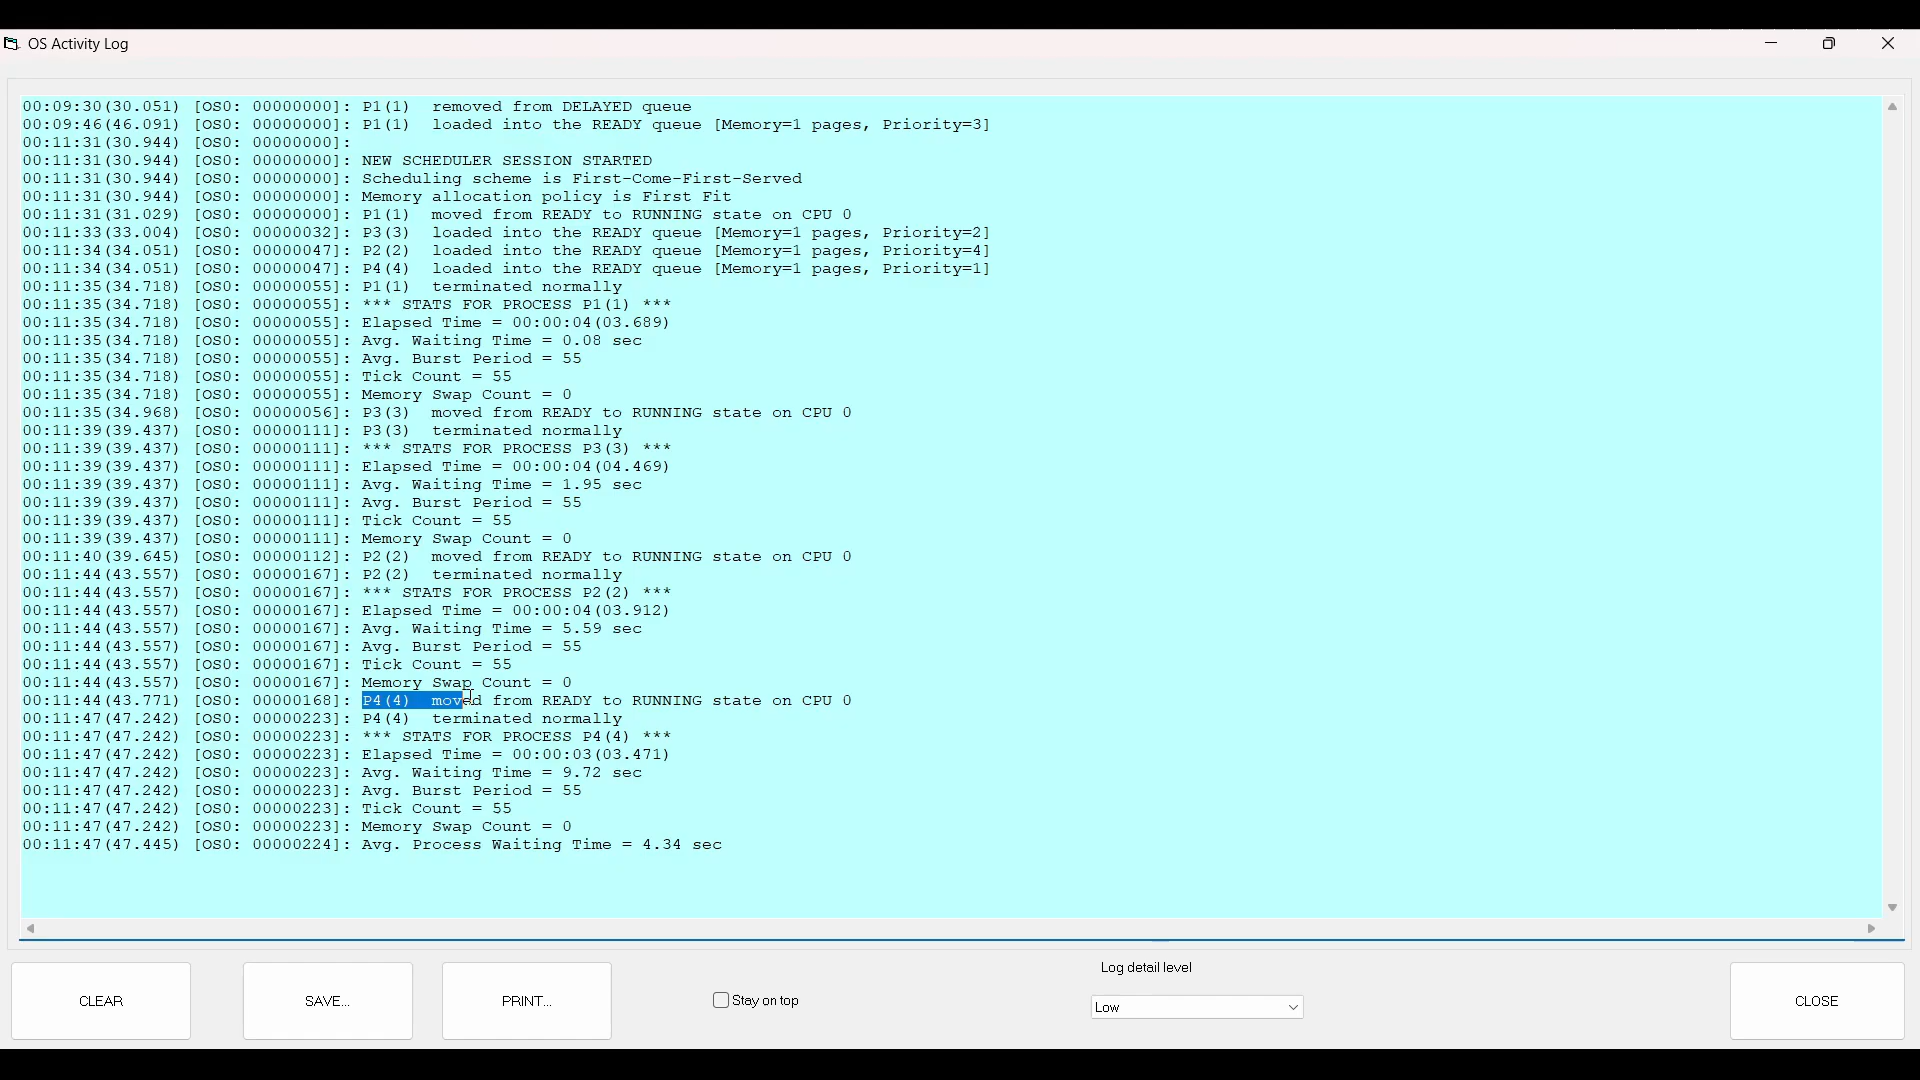 OS Activity Log
00:09:30(30.051) [OS0: 00000000]: P1(1)  removed from DELAYED queue
00:09:46(46.091) [OS0: 00000000]: P1(1)  loaded into the READY queue [Memory=1 pages, Priority=3]
00:11:31(30.944) [OS0: 00000000]:
00:11:31(30.944) [OS0: 00000000]: NEW SCHEDULER SESSION STARTED
00:11:31(30.944) [OS0: 00000000]: Scheduling scheme is First-Come-First-Served
00:11:31(30.944) [OS0: 00000000]: Memory allocation policy is First Fit
00:11:31(31.029) [OS0: 00000000]: P1(1)  moved from READY to RUNNING state on CPU 0
00:11:33(33.004) [OS0: 00000032]: P3(3)  loaded into the READY queue [Memory=1 pages, Priority=2]
00:11:34(34.051) [OS0: 00000047]: P2(2)  loaded into the READY queue [Memory=1 pages, Priority=4]
00:11:34(34.051) [OS0: 00000047]: P4(4)  loaded into the READY queue [Memory=1 pages, Priority=1]
00:11:35(34.718) [OS0: 00000055]: P1(1)  terminated normally
00:11:35(34.718) [OS0: 00000055]: *** STATS FOR PROCESS P1(1) ***
00:11:35(34.718) [OS0: 00000055]: Elapsed Time = 00:00:04(03.689)
00:11:35(34.718) [OS0: 00000055]: Avg. Waiting Time = 0.08 sec
00:11:35(34.718) [OS0: 00000055]: Avg. Burst Period = 55
00:11:35(34.718) [OS0: 00000055]: Tick Count = 55
00:11:35(34.718) [OS0: 00000055]: Memory Swap Count = 0
00:11:35(34.968) [OS0: 00000056]: P3(3)  moved from READY to RUNNING state on CPU 0
00:11:39(39.437) [OS0: 00000111]: P3(3)  terminated normally
00:11:39(39.437) [OS0: 00000111]: *** STATS FOR PROCESS P3(3) ***
00:11:39(39.437) [OS0: 00000111]: Elapsed Time = 00:00:04(04.469)
00:11:39(39.437) [OS0: 00000111]: Avg. Waiting Time = 1.95 sec
00:11:39(39.437) [OS0: 00000111]: Avg. Burst Period = 55
00:11:39(39.437) [OS0: 00000111]: Tick Count = 55
00:11:39(39.437) [OS0: 00000111]: Memory Swap Count = 0
00:11:40(39.645) [OS0: 00000112]: P2(2)  moved from READY to RUNNING state on CPU 0
00:11:44(43.557) [OS0: 00000167]: P2(2)  terminated normally
00:11:44(43.557) [OS0: 00000167]: *** STATS FOR PROCESS P2(2) ***
00:11:44(43.557) [OS0: 00000167]: Elapsed Time = 00:00:04(03.912)
00:11:44(43.557) [OS0: 00000167]: Avg. Waiting Time = 5.59 sec
00:11:44(43.557) [OS0: 00000167]: Avg. Burst Period = 55
00:11:44(43.557) [OS0: 00000167]: Tick Count = 55
00:11:44(43.557) [OS0: 00000167]: Memory Swap Count = 0
00:11:44(43.771) [OS0: 00000168]: P4(4)  moved from READY to RUNNING state on CPU 0
00:11:47(47.242) [OS0: 00000223]: P4(4)  terminated normally
00:11:47(47.242) [OS0: 00000223]: *** STATS FOR PROCESS P4(4) ***
00:11:47(47.242) [OS0: 00000223]: Elapsed Time = 00:00:03(03.471)
00:11:47(47.242) [OS0: 00000223]: Avg. Waiting Time = 9.72 sec
00:11:47(47.242) [OS0: 00000223]: Avg. Burst Period = 55
00:11:47(47.242) [OS0: 00000223]: Tick Count = 55
00:11:47(47.242) [OS0: 00000223]: Memory Swap Count = 0
00:11:47(47.445) [OS0: 00000224]: Avg. Process Waiting Time = 4.34 sec
Log detail level
CLEAR SAVE... PRINT... Stay on top Low CLOSE